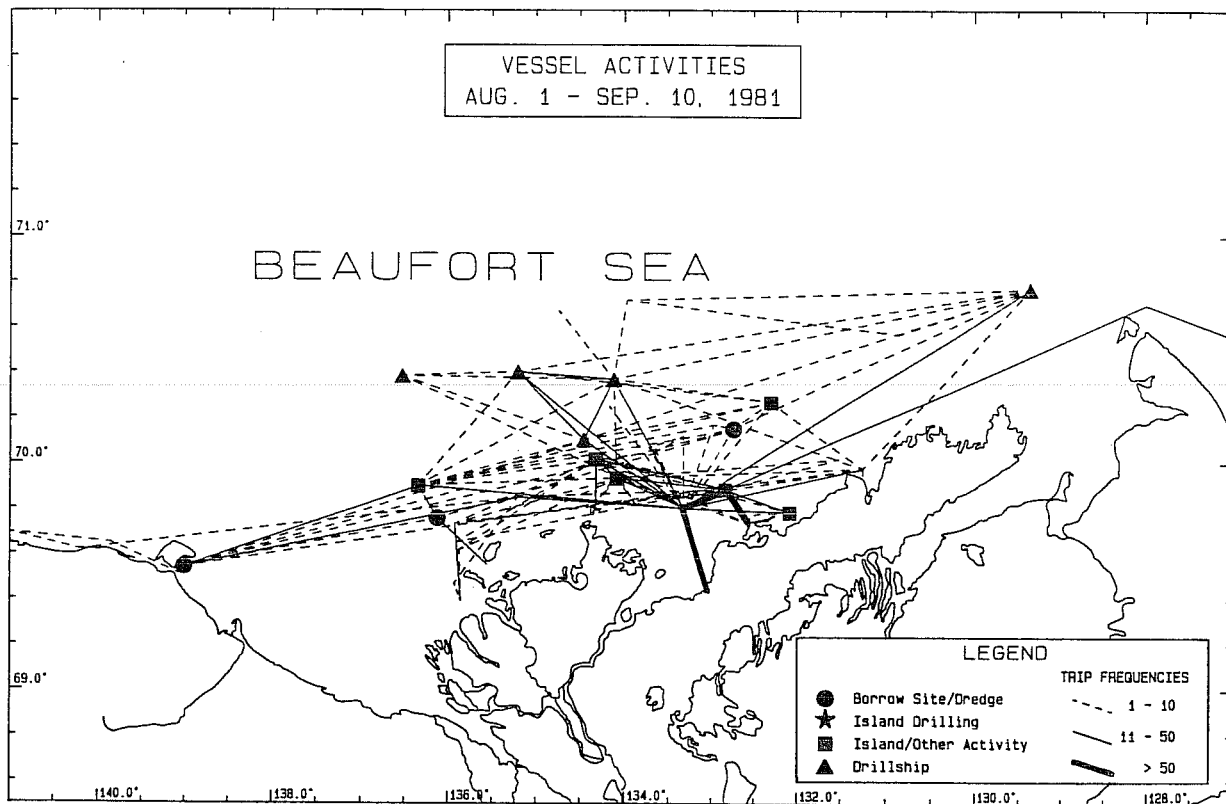 VESSEL ACTIVITIES
AUG. 1 - SEP. 10, 1981
71.0°
BEAUFORT SEA
70.0°
69.0°
LEGEND
TRIP FREQUENCIES
Borrow Site/Dredge
1 - 10
Island Drilling
11 - 50
Island/Other Activity
Drillship
> 50
140.0° 138.0° 136.0° 134.0° 132.0° 130.0° 128.0°